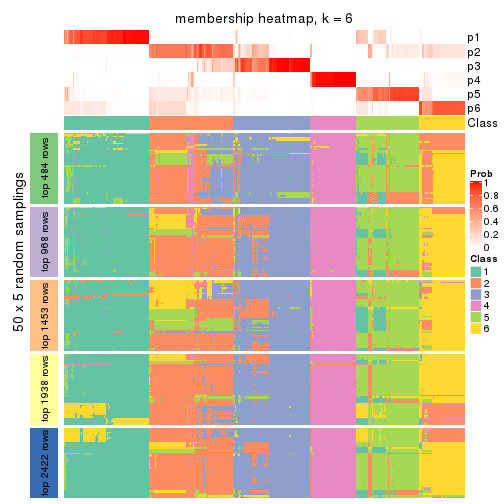 membership heatmap, k = 6
p1
p2
p3
p4
p5
p6
Class
50 x 5 random samplings
top 484 rows
top 968 rows
top 1453 rows
top 1938 rows
top 2422 rows
Prob
1
0.8
0.6
0.4
0.2
0
Class
1
2
3
4
5
6